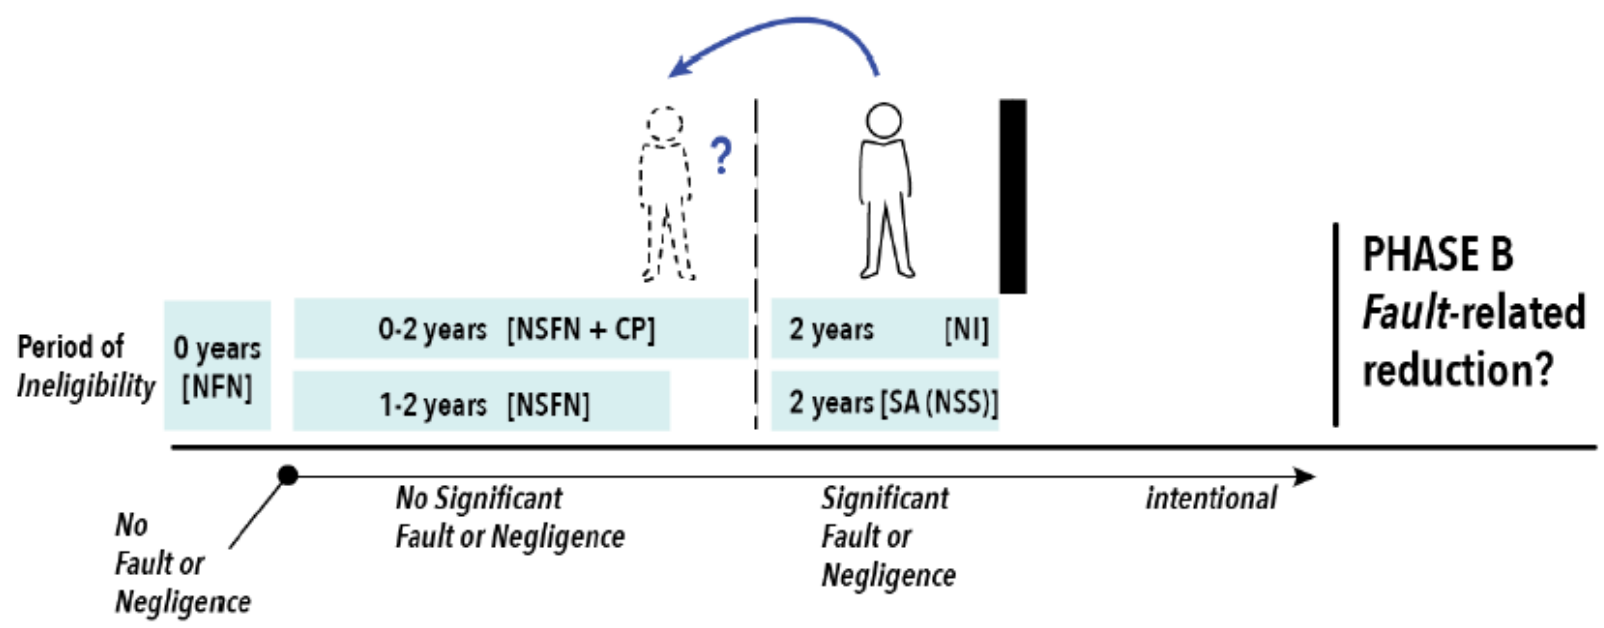 ?
PHASE B
Fault-related
reduction?
Period of
Ineligibility
0 years
[NFN]
0-2 years [NSFN + CP]
2 years [NI]
1-2 years [NSFN]
2 years [SA (NSS)]
No
Fault or
Negligence
No Significant
Fault or Negligence
Significant
Fault or
Negligence
intentional